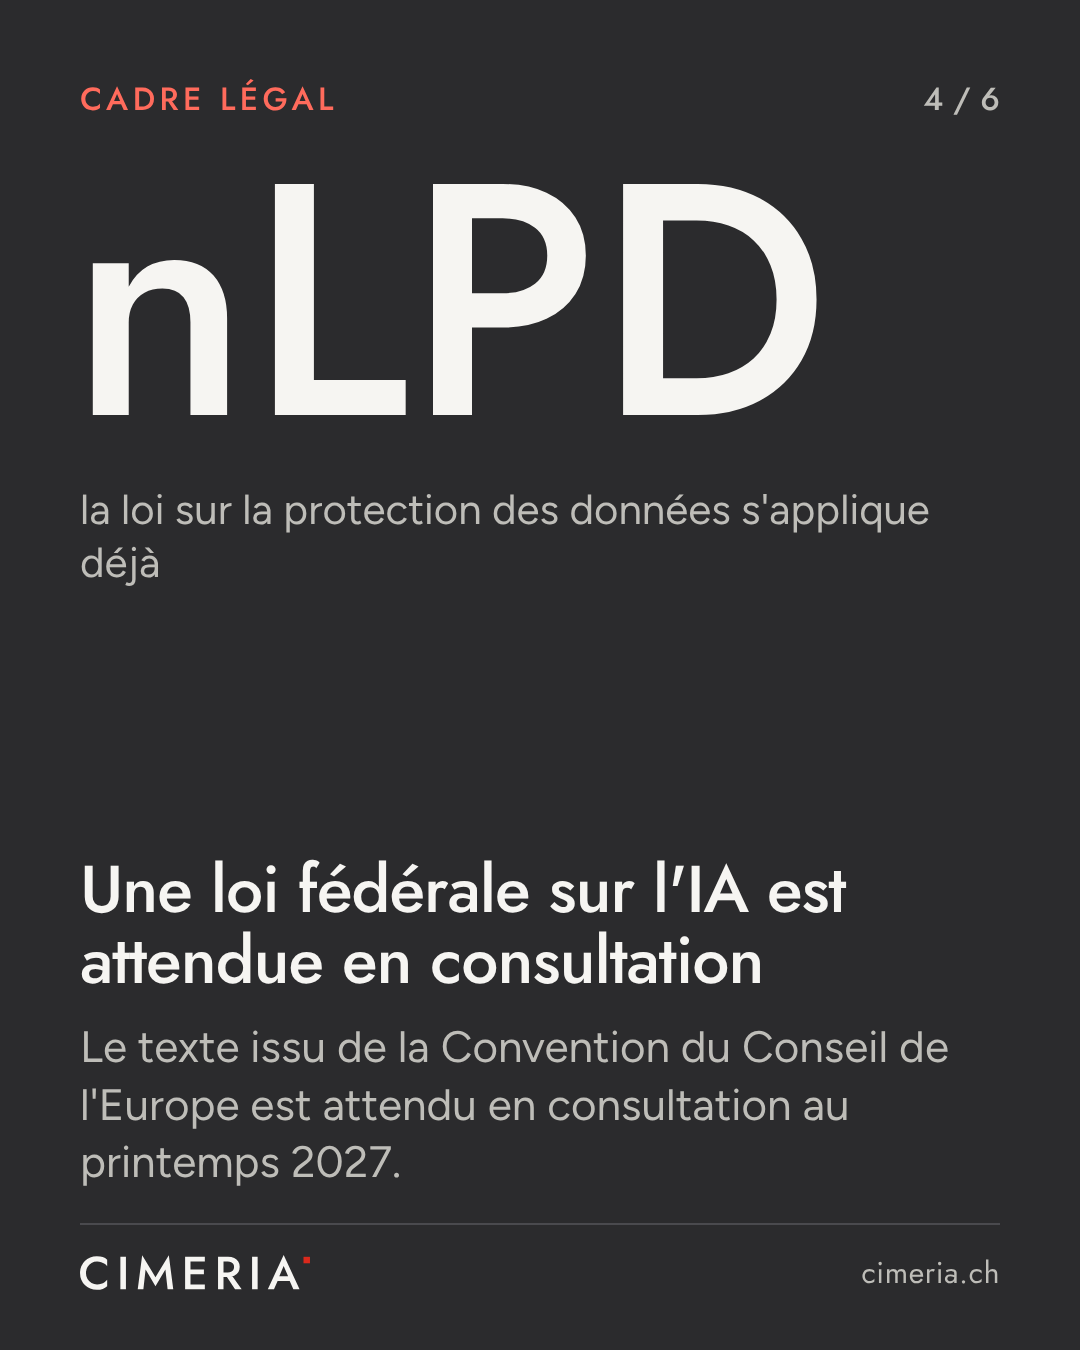 CADRE LÉGAL
4 / 6
nLPD
la loi sur la protection des données s'applique
déjà
Une loi fédérale sur l'IA est
attendue en consultation
Le texte issu de la Convention du Conseil de
l'Europe est attendu en consultation au
printemps 2027.
CIMERIA
cimeria.ch